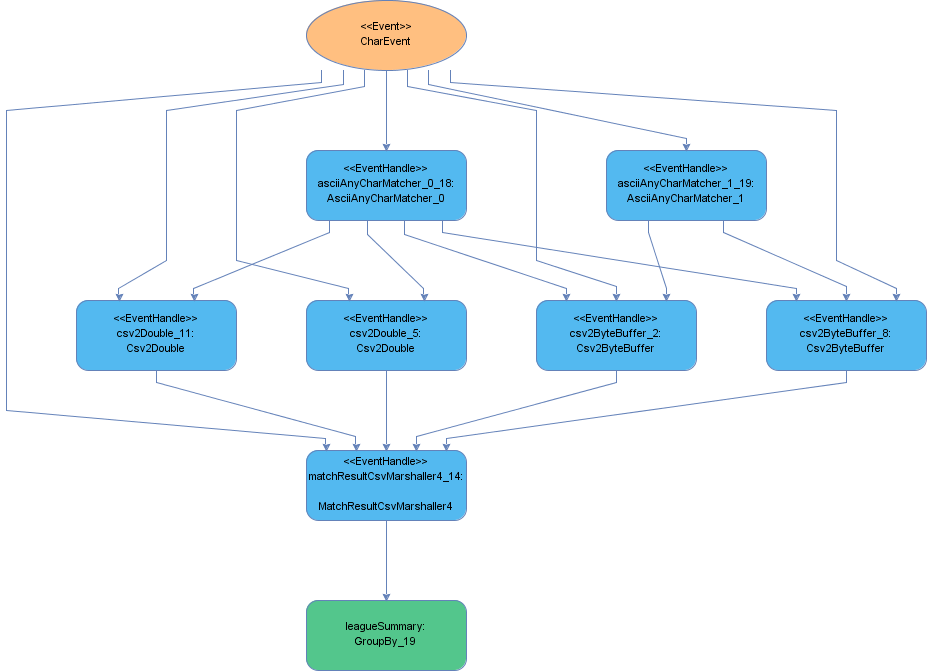 <<Event>>
CharEvent
<<EventHandle>>
asciiAnyCharMatcher_0_18:
AsciiAnyCharMatcher_0
<<EventHandle>>
asciiAnyCharMatcher_1_19:
AsciiAnyCharMatcher_1
<<EventHandle>>
csv2Double_11:
Csv2Double
<<EventHandle>>
csv2Double_5:
Csv2Double
<<EventHandle>>
csv2ByteBuffer_2:
Csv2ByteBuffer
<<EventHandle>>
csv2ByteBuffer_8:
Csv2ByteBuffer
<<EventHandle>>
matchResultCsvMarshaller4_14:
MatchResultCsvMarshaller4
leagueSummary:
GroupBy_19